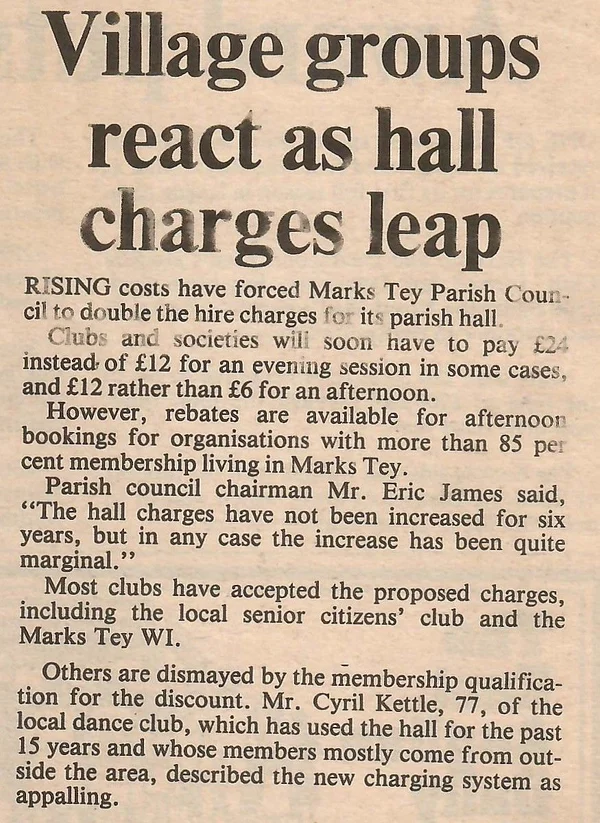 Village groups
react as hall
charges leap
RISING costs have forced Marks Tey Parish Coun-
cil to double the hire charges for its parish hall.
Clubs and societies will soon have to pay £24
instead of £12 for an evening session in some cases,
and £12 rather than £6 for an afternoon.
However, rebates are available for afternoon
bookings for organisations with more than 85 per
cent membership living in Marks Tey.
Parish council chairman Mr. Eric James said,
“The hall charges have not been increased for six
years, but in any case the increase has been quite
marginal.”
Most clubs have accepted the proposed charges,
including the local senior citizens’ club and the
Marks Tey WI.
Others are dismayed by the membership qualifica-
tion for the discount. Mr. Cyril Kettle, 77, of the
local dance club, which has used the hall for the past
15 years and whose members mostly come from out-
side the area, described the new charging system as
appalling.